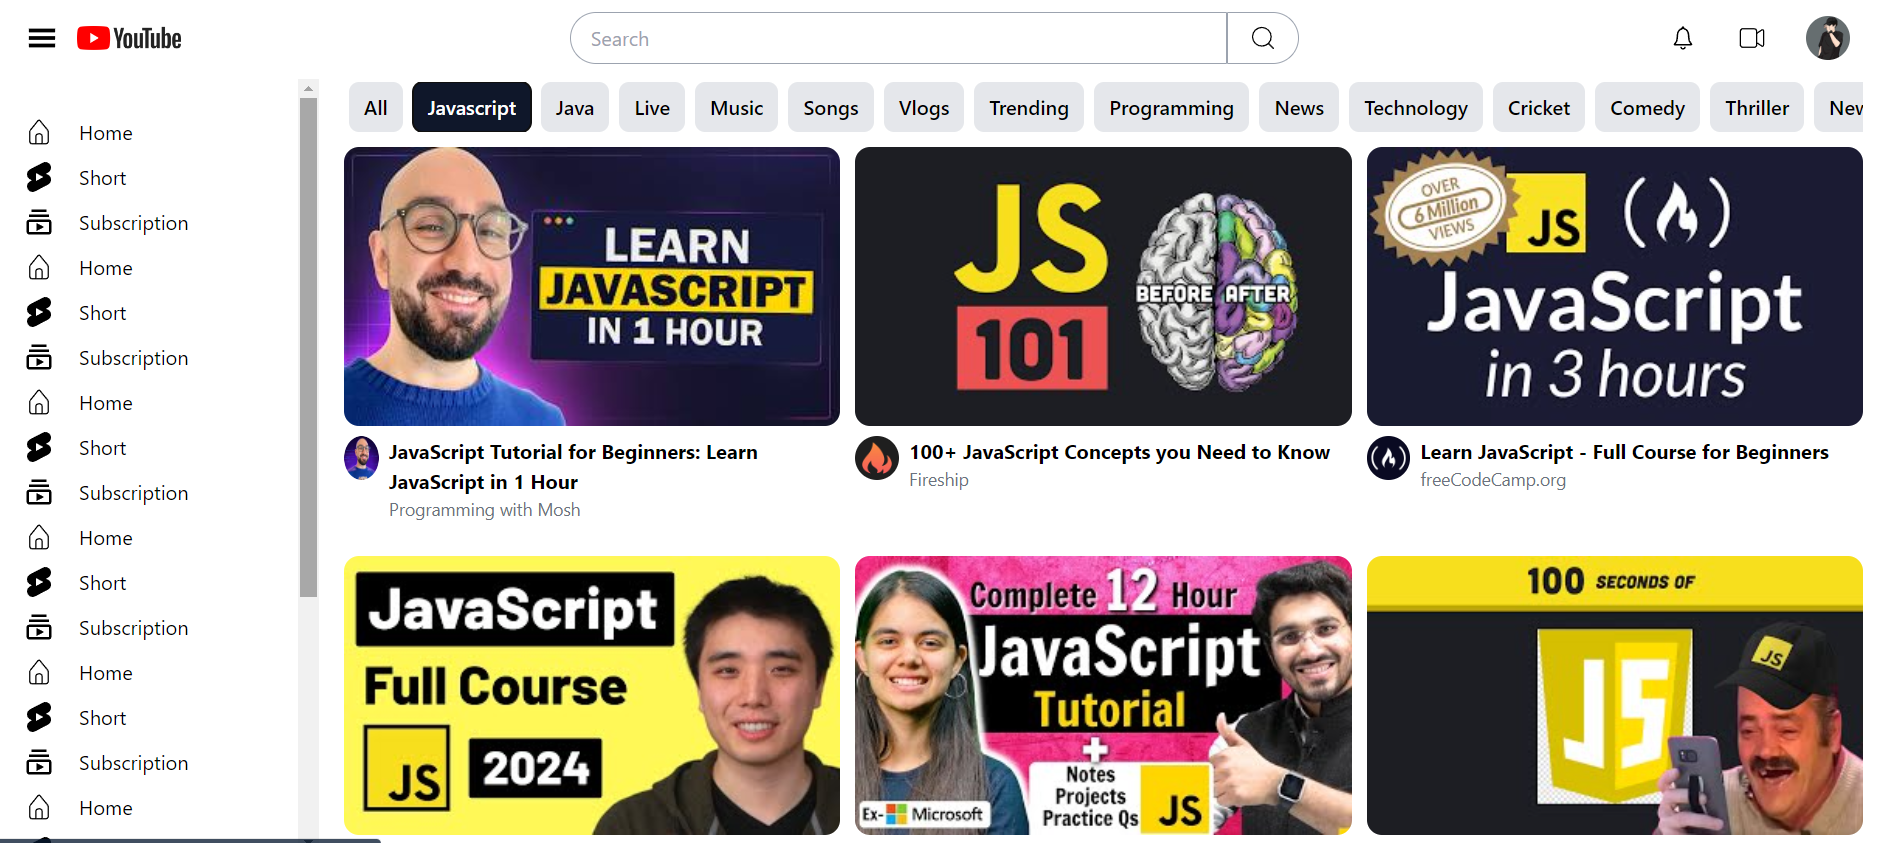 YouTube
Search
Home
Short
Subscription
Home
Short
Subscription
Home
Short
Subscription
Home
Short
Subscription
Home
Short
Subscription
Home
All
Javascript
Java
Live
Music
Songs
Vlogs
Trending
Programming
News
Technology
Cricket
Comedy
Thriller
New
LEARN
JAVASCRIPT
IN 1 HOUR
JavaScript Tutorial for Beginners: Learn
JavaScript in 1 Hour
Programming with Mosh
JS
101
BEFORE AFTER
100+ JavaScript Concepts you Need to Know
Fireship
OVER
6 Million
VIEWS
JS
JavaScript
in 3 hours
Learn JavaScript - Full Course for Beginners
freeCodeCamp.org
JavaScript
Full Course
JS
2024
Complete 12 Hour
JavaScript
Tutorial
+
Notes
Projects
Practice Qs
JS
Ex-Microsoft
100 SECONDS OF
JS
JS